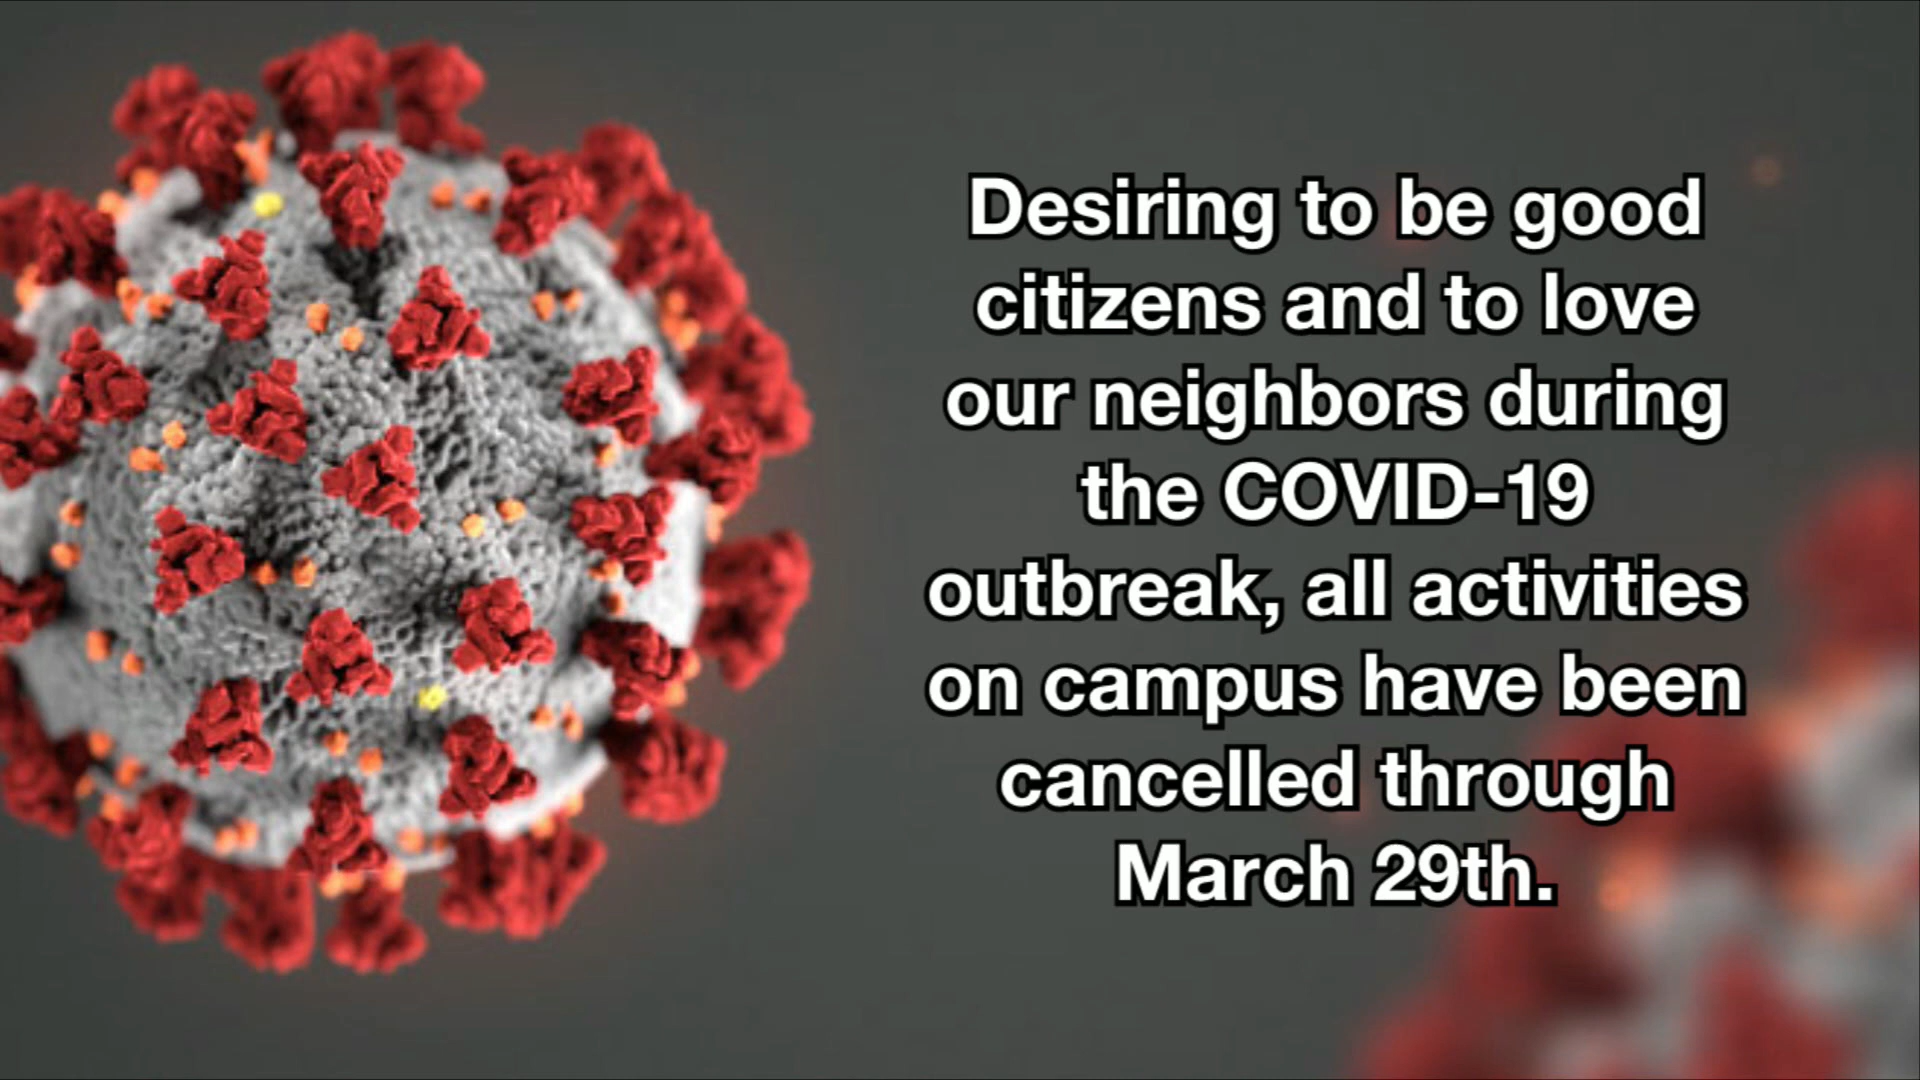 Desiring to be good
citizens and to love
our neighbors during
the COVID-19
outbreak, all activities
on campus have been
cancelled through
March 29th.